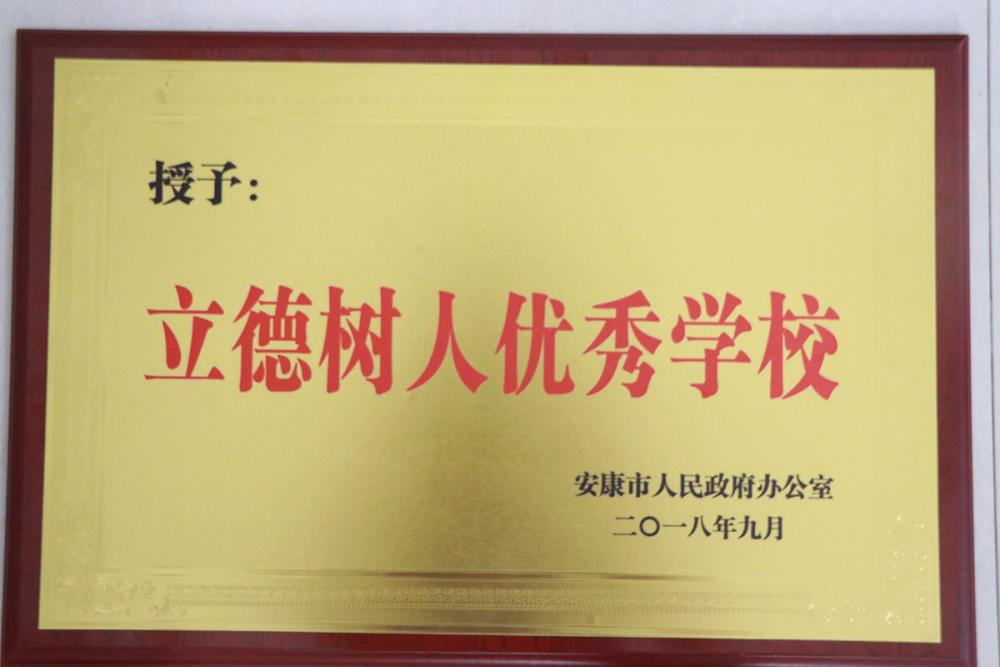 授予：
立德树人优秀学校
安康市人民政府办公室
二〇一八年九月